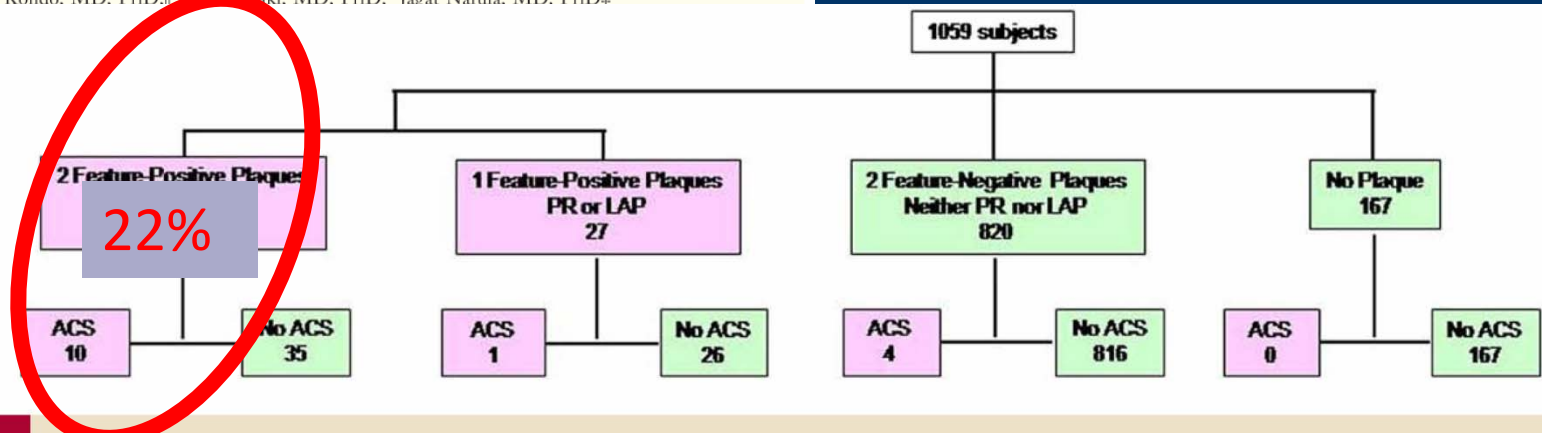 1059 subjects
2 Feature-Positive Plaques
22%
1 Feature-Positive Plaques
PR or LAP
27
2 Feature-Negative Plaques
Neither PR nor LAP
820
No Plaque
167
ACS
10
No ACS
35
ACS
1
No ACS
26
ACS
4
No ACS
816
ACS
0
No ACS
167